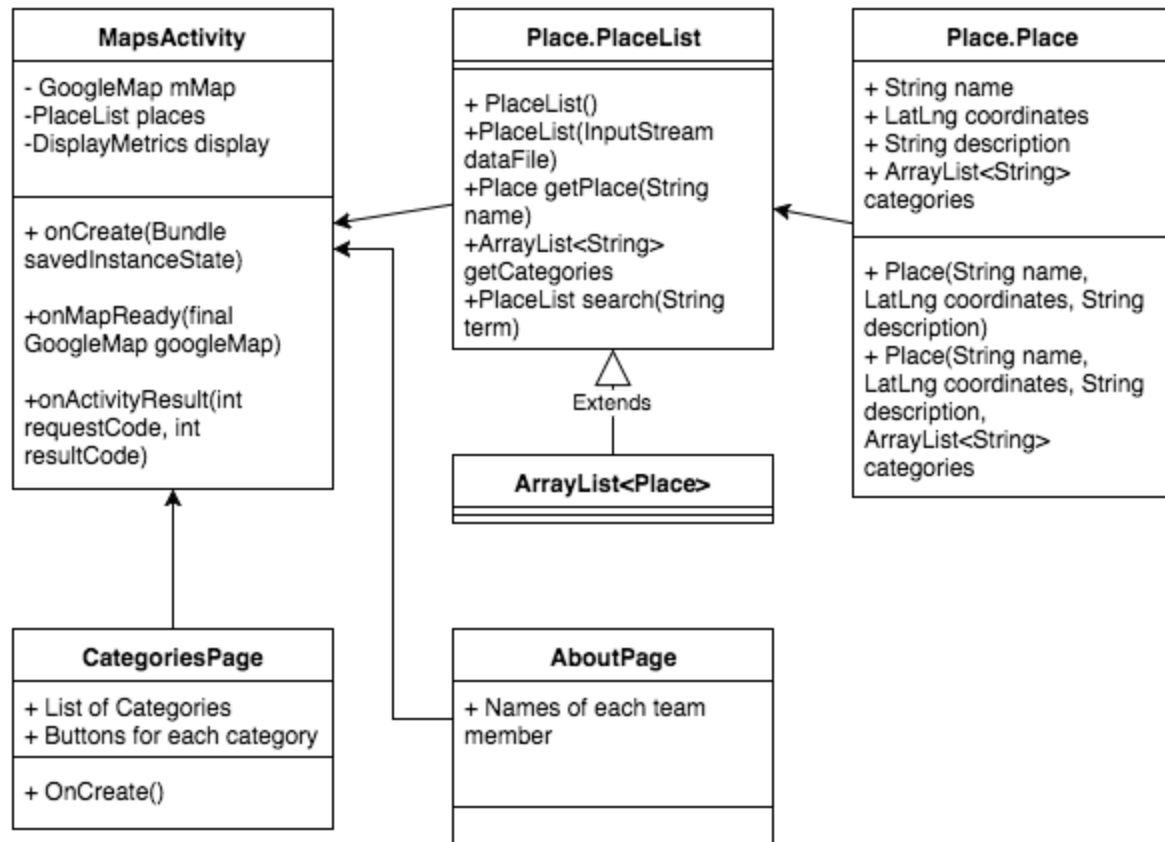 MapsActivity
- GoogleMap mMap
-PlaceList places
-DisplayMetrics display
+ onCreate(Bundle
savedInstanceState)
+onMapReady(final
GoogleMap googleMap)
+onActivityResult(int
requestCode, int
resultCode)
Place.PlaceList
+ PlaceList()
+PlaceList(InputStream
dataFile)
+Place getPlace(String
name)
+ArrayList<String>
getCategories
+PlaceList search(String
term)
Extends
ArrayList<Place>
Place.Place
+ String name
+ LatLng coordinates
+ String description
+ ArrayList<String>
categories
+ Place(String name,
LatLng coordinates, String
description)
+ Place(String name,
LatLng coordinates, String
description,
ArrayList<String>
categories
CategoriesPage
+ List of Categories
+ Buttons for each category
+ OnCreate()
AboutPage
+ Names of each team
member